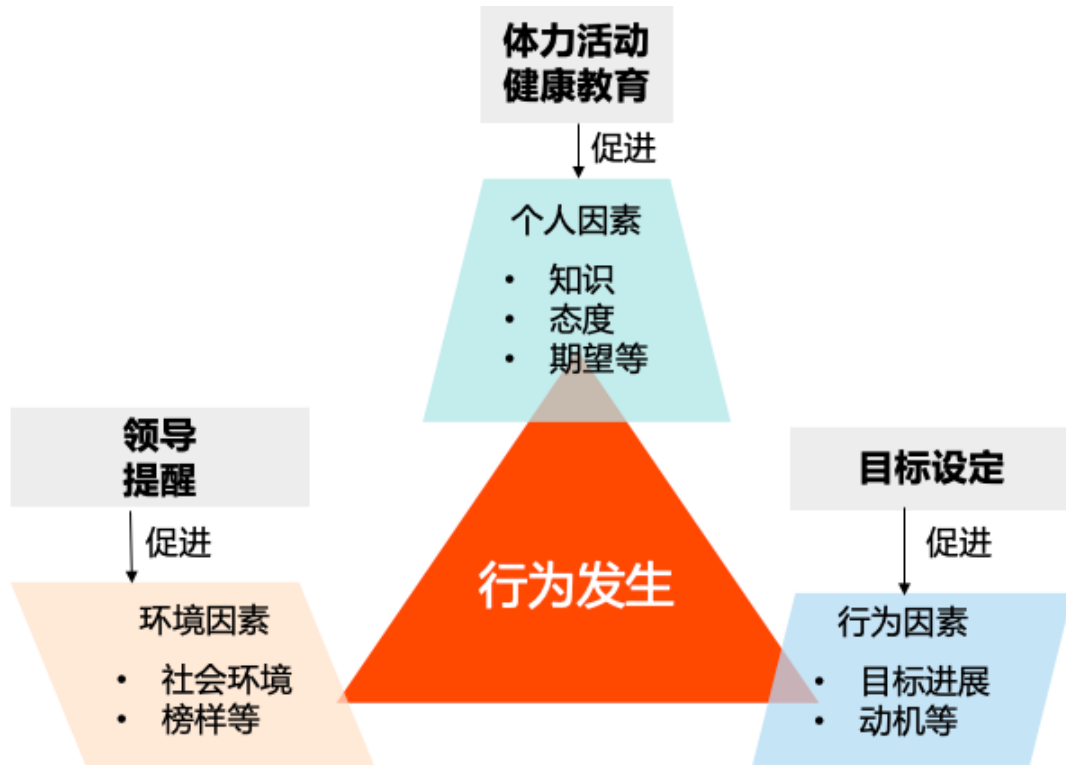 体力活动
健康教育
促进
个人因素
• 知识
• 态度
• 期望等
领导
提醒
促进
环境因素
• 社会环境
• 榜样等
行为发生
目标设定
促进
行为因素
• 目标进展
• 动机等